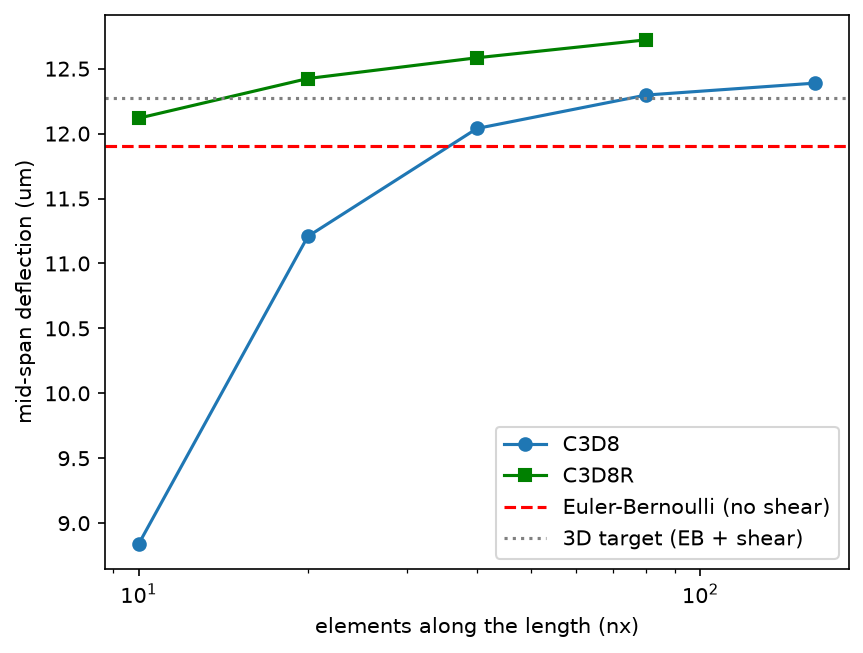 12.5
12.0
11.5
11.0
10.5
10.0
9.5
9.0
mid-span deflection (um)
10¹
10²
elements along the length (nx)
C3D8
C3D8R
Euler-Bernoulli (no shear)
3D target (EB + shear)